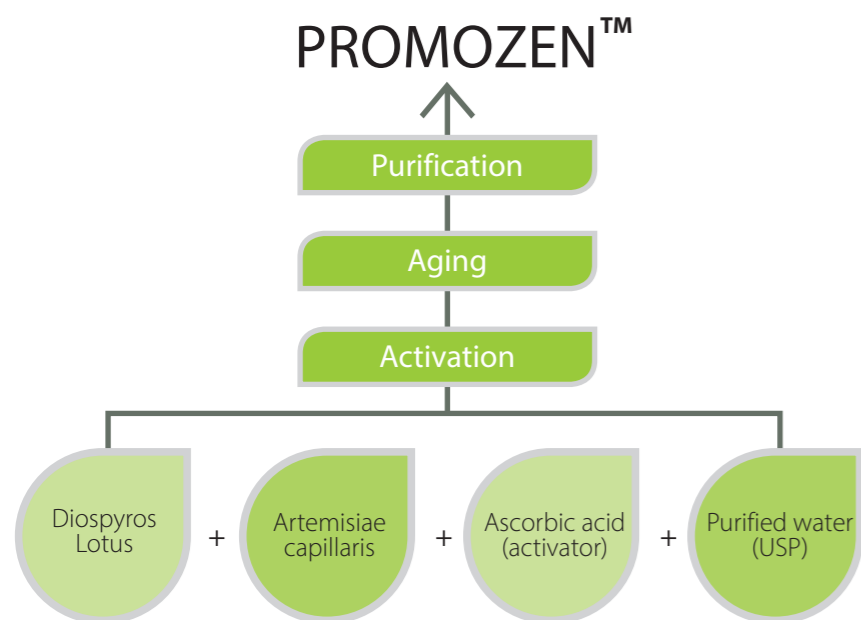 PROMOZEN™
Purification
Aging
Activation
Diospyros
Lotus
+
Artemisiae
capillaris
+
Ascorbic acid
(activator)
+
Purified water
(USP)